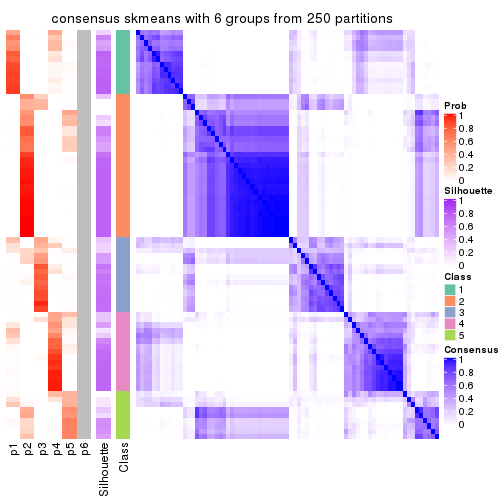 consensus skmeans with 6 groups from 250 partitions
Prob
1
0.8
0.6
0.4
0.2
0
Silhouette
1
0.8
0.6
0.4
0.2
0
Class
1
2
3
4
5
Consensus
1
0.8
0.6
0.4
0.2
0
p1
p2
p3
p4
p5
p6
Silhouette
Class